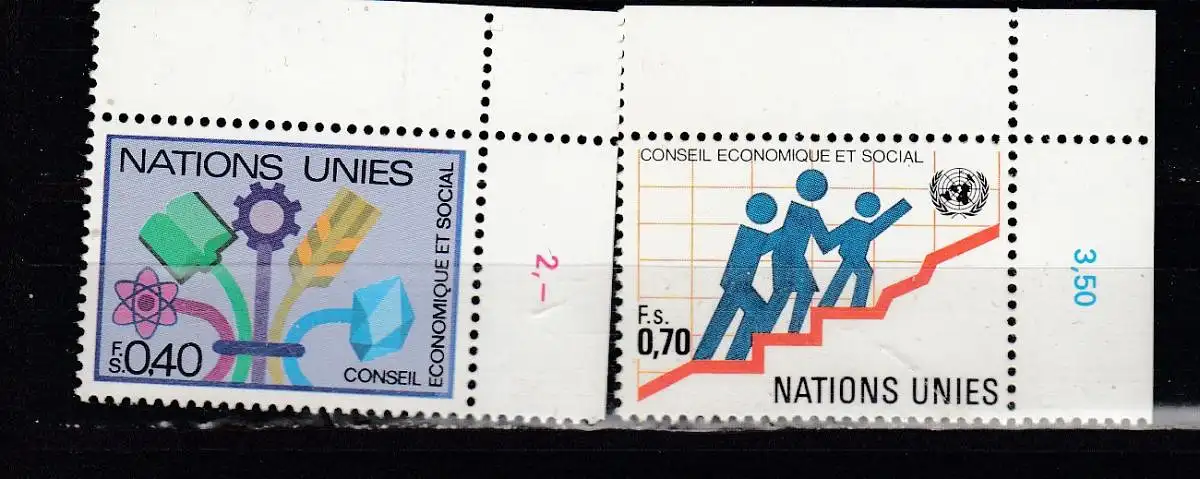 NATIONS UNIES
ECONOMIQUE ET SOCIAL
CONSEIL
F.S. 0,40
2,-
CONSEIL ECONOMIQUE ET SOCIAL
F.s.
0,70
NATIONS UNIES
3,50